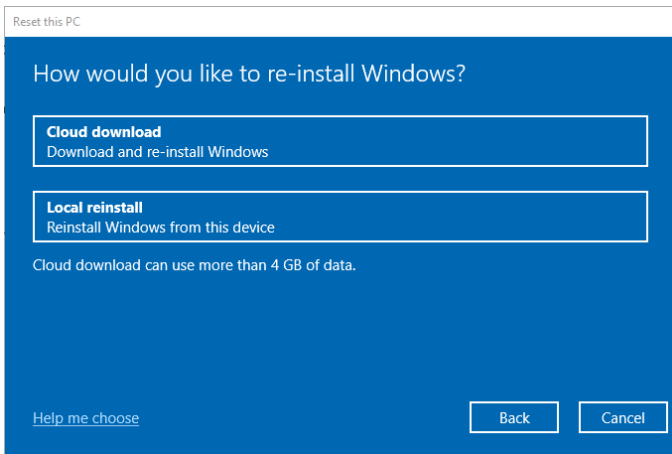 Reset this PC
How would you like to re-install Windows?
Cloud download
Download and re-install Windows
Local reinstall
Reinstall Windows from this device
Cloud download can use more than 4 GB of data.
Help me choose
Back
Cancel